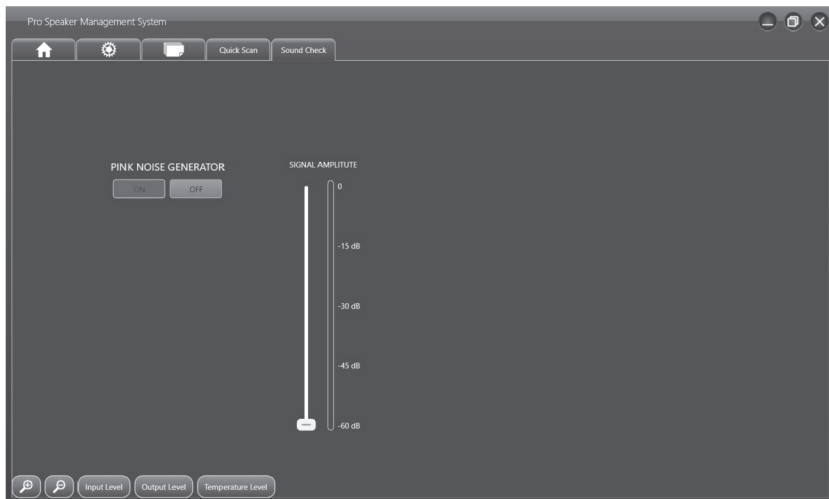 Pro Speaker Management System
Quick Scan
Sound Check
PINK NOISE GENERATOR
ON
OFF
SIGNAL AMPLITUTE
0
-15 dB
-30 dB
-45 dB
-60 dB
Input Level
Output Level
Temperature Level